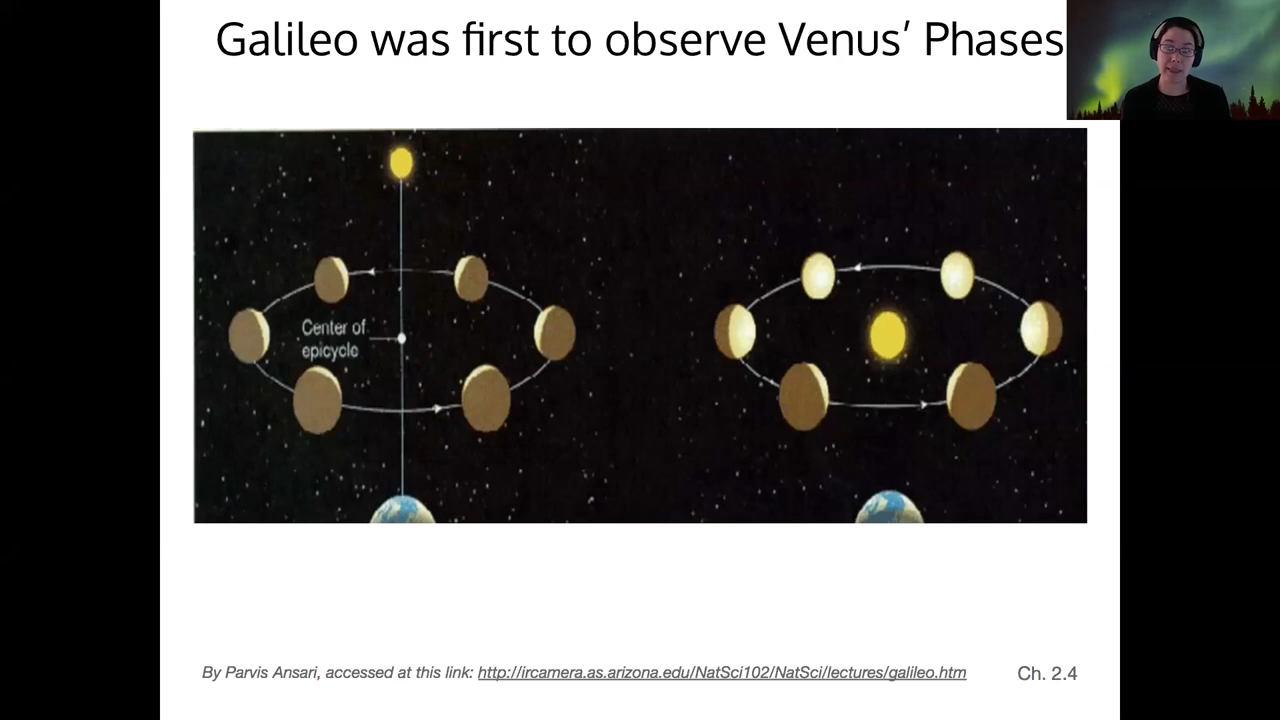 Galileo was first to observe Venus’ Phases
Center of
epicycle
By Parvis Ansari, accessed at this link: http://ircamera.as.arizona.edu/NatSci102/NatSci/lectures/galileo.htm
Ch. 2.4